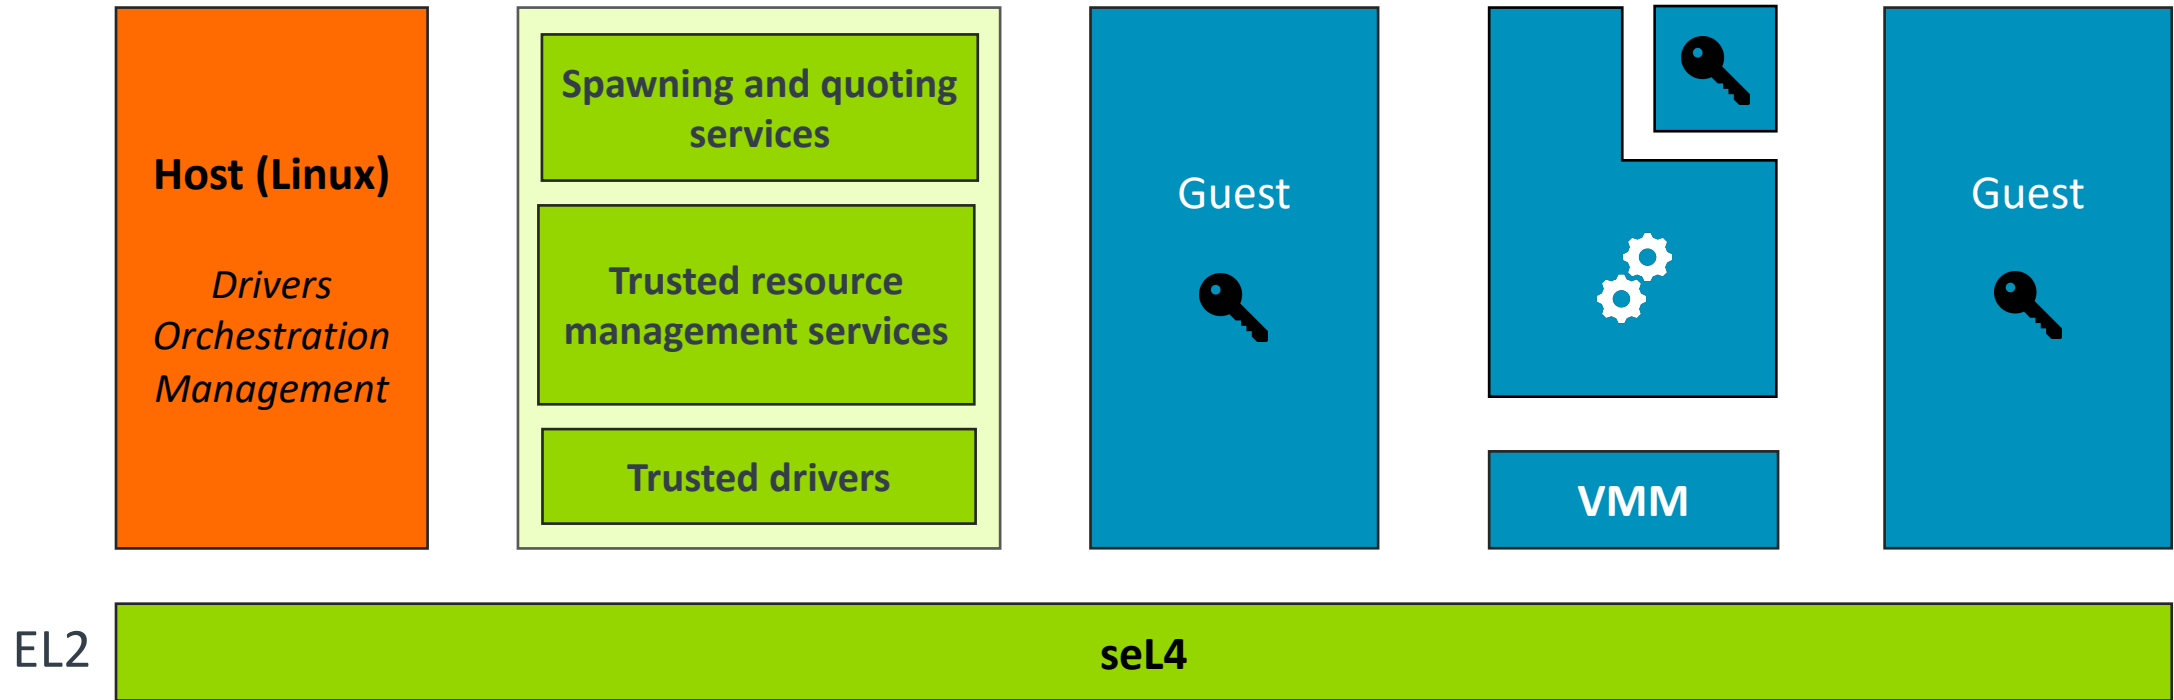 Host (Linux)
Drivers
Orchestration
Management
Spawning and quoting
services
Trusted resource
management services
Trusted drivers
Guest
VMM
Guest
EL2
seL4